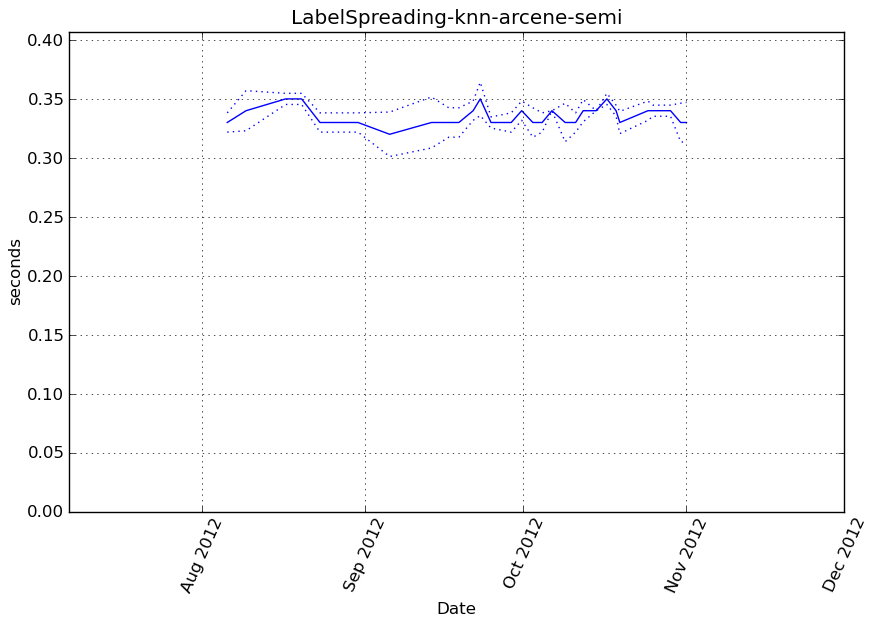 LabelSpreading-knn-arcene-semi
0.40
0.35
0.30
0.25
0.20
0.15
0.10
0.05
0.00
seconds
Aug 2012
Sep 2012
Oct 2012
Nov 2012
Dec 2012
Date